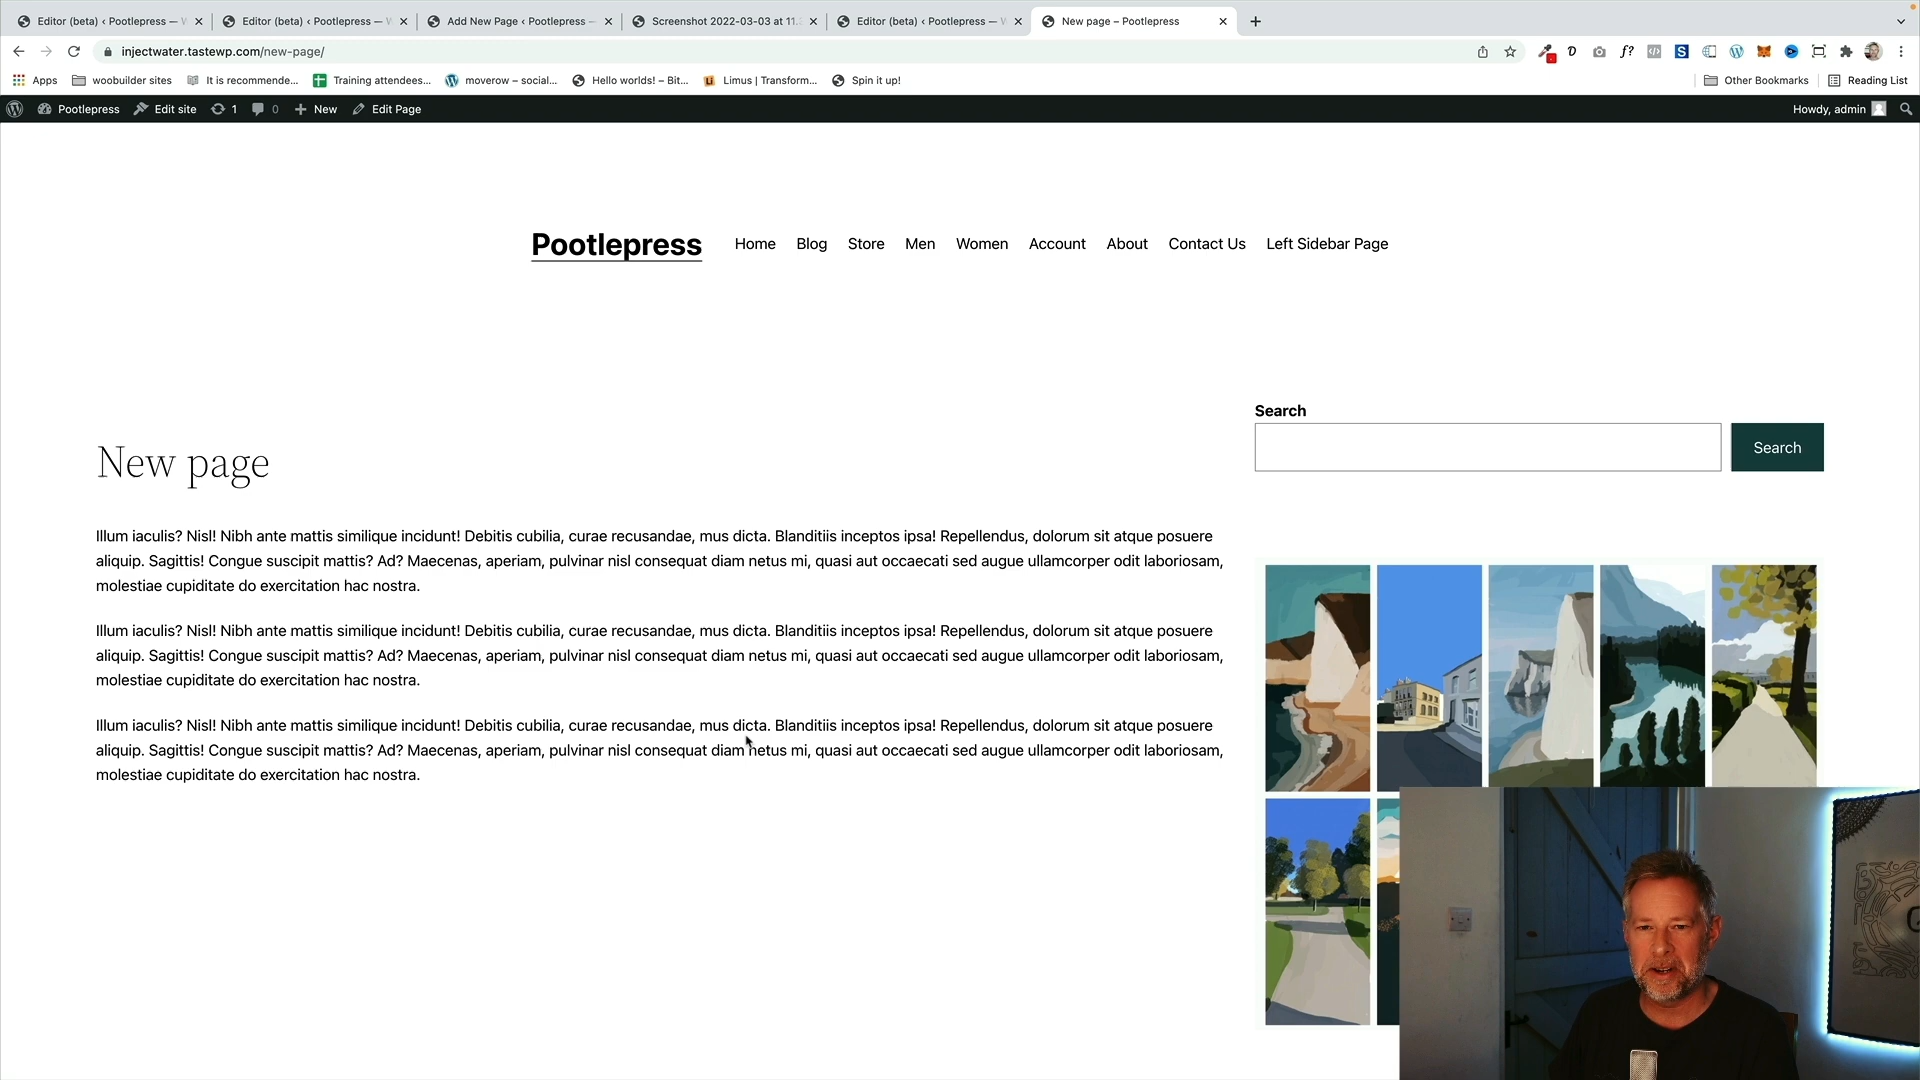 Editor (beta) ‹ Pootlepress —
Editor (beta) ‹ Pootlepress —
Add New Page ‹ Pootlepress —
Screenshot 2022-03-03 at 11.
Editor (beta) ‹ Pootlepress —
New page – Pootlepress
injectwater.tastewp.com/new-page/
Apps
woobuilder sites
It is recommende...
Training attendees...
moverow – social...
Hello worlds! – Bit...
Limus | Transform...
Spin it up!
Other Bookmarks
Reading List
Pootlepress
Edit site
1
0
New
Edit Page
Howdy, admin
Pootlepress
Home
Blog
Store
Men
Women
Account
About
Contact Us
Left Sidebar Page
Search
Search
New page
Illum iaculis? Nisl! Nibh ante mattis similique incidunt! Debitis cubilia, curae recusandae, mus dicta. Blanditiis inceptos ipsa! Repellendus, dolorum sit atque posuere
aliquip. Sagittis! Congue suscipit mattis? Ad? Maecenas, aperiam, pulvinar nisl consequat diam netus mi, quasi aut occaecati sed augue ullamcorper odit laboriosam,
molestiae cupiditate do exercitation hac nostra.
Illum iaculis? Nisl! Nibh ante mattis similique incidunt! Debitis cubilia, curae recusandae, mus dicta. Blanditiis inceptos ipsa! Repellendus, dolorum sit atque posuere
aliquip. Sagittis! Congue suscipit mattis? Ad? Maecenas, aperiam, pulvinar nisl consequat diam netus mi, quasi aut occaecati sed augue ullamcorper odit laboriosam,
molestiae cupiditate do exercitation hac nostra.
Illum iaculis? Nisl! Nibh ante mattis similique incidunt! Debitis cubilia, curae recusandae, mus dicta. Blanditiis inceptos ipsa! Repellendus, dolorum sit atque posuere
aliquip. Sagittis! Congue suscipit mattis? Ad? Maecenas, aperiam, pulvinar nisl consequat diam netus mi, quasi aut occaecati sed augue ullamcorper odit laboriosam,
molestiae cupiditate do exercitation hac nostra.